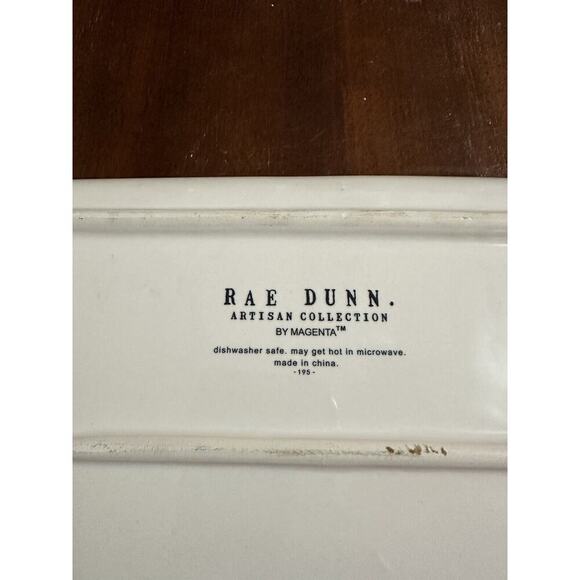 RAE DUNN.
ARTISAN COLLECTION
BY MAGENTA™
dishwasher safe. may get hot in microwave.
made in china.
-195-